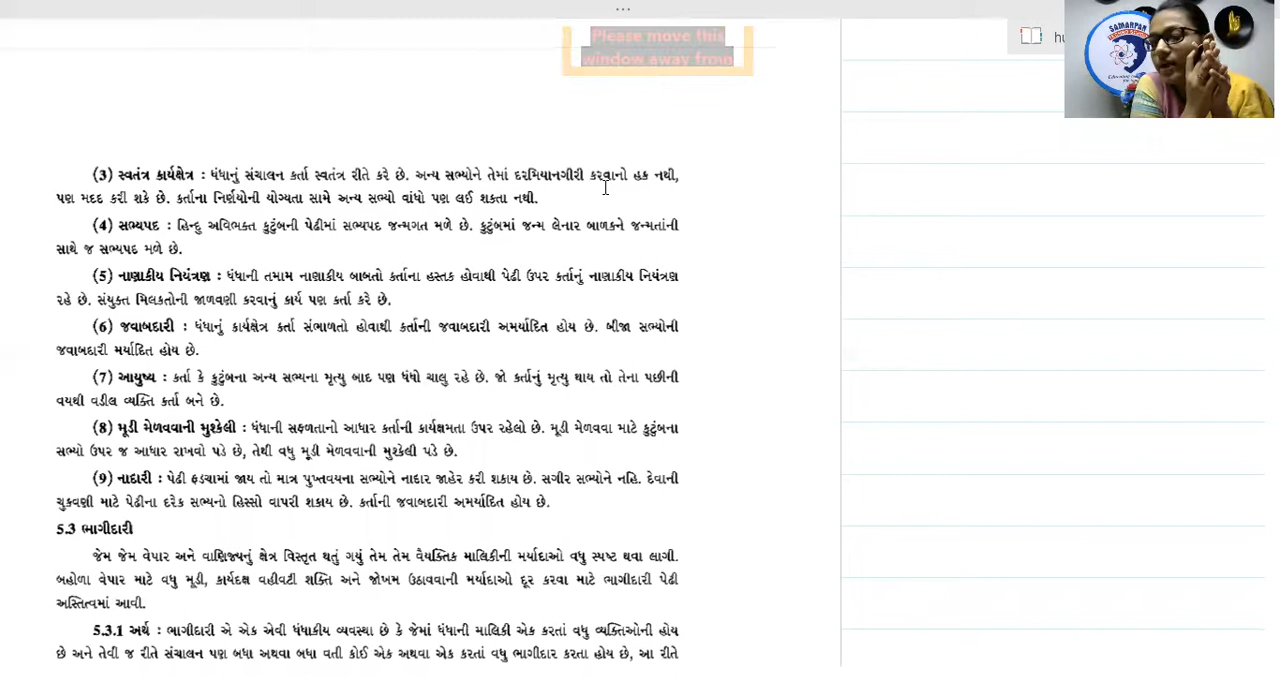 ...
Please move this
window away from
hu
SAMARPAN
(3) સ્વતંત્ર કાર્યક્ષેત્ર : ધંધાનું સંચાલન કર્તા સ્વતંત્ર રીતે કરે છે. અન્ય સભ્યોને તેમાં દરમિયાનગીરી કરવાનો હક નથી,
પણ મદદ કરી શકે છે. કર્તાના નિર્ણયોની યોગ્યતા સામે અન્ય સભ્યો વાંધો પણ લઈ શકતા નથી.
(4) સભ્યપદ : હિન્દુ અવિભક્ત કુટુંબની પેઢીમાં સભ્યપદ જન્મગત મળે છે. કુટુંબમાં જન્મ લેનાર બાળકને જન્મતાંની
સાથે જ સભ્યપદ મળે છે.
(5) નાણાકીય નિયંત્રણ : ધંધાની તમામ નાણાકીય બાબતો કર્તાના હસ્તક હોવાથી પેઢી ઉપર કર્તાનું નાણાકીય નિયંત્રણ
રહે છે. સંયુક્ત મિલકતોની જાળવણી કરવાનું કાર્ય પણ કર્તા કરે છે.
(6) જવાબદારી : ધંધાનું કાર્યક્ષેત્ર કર્તા સંભાળતો હોવાથી કર્તાની જવાબદારી અમર્યાદિત હોય છે. બીજા સભ્યોની
જવાબદારી મર્યાદિત હોય છે.
(7) આયુષ્ય : કર્તા કે કુટુંબના અન્ય સભ્યના મૃત્યુ બાદ પણ ધંધો ચાલુ રહે છે. જો કર્તાનું મૃત્યુ થાય તો તેના પછીની
વયથી વડીલ વ્યક્તિ કર્તા બને છે.
(8) મૂડી મેળવવાની મુશ્કેલી : ધંધાની સફળતાનો આધાર કર્તાની કાર્યક્ષમતા ઉપર રહેલો છે. મૂડી મેળવવા માટે કુટુંબના
સભ્યો ઉપર જ આધાર રાખવો પડે છે, તેથી વધુ મૂડી મેળવવાની મુશ્કેલી પડે છે.
(9) નાદારી : પેઢી ફડચામાં જાય તો માત્ર પુખ્તવયના સભ્યોને નાદાર જાહેર કરી શકાય છે. સગીર સભ્યોને નહિ. દેવાની
ચુકવણી માટે પેઢીના દરેક સભ્યનો હિસ્સો વાપરી શકાય છે. કર્તાની જવાબદારી અમર્યાદિત હોય છે.
5.3 ભાગીદારી
જેમ જેમ વેપાર અને વાણિજ્યનું ક્ષેત્ર વિસ્તૃત થતું ગયું તેમ તેમ વૈયક્તિક માલિકીની મર્યાદાઓ વધુ સ્પષ્ટ થવા લાગી.
બહોળા વેપાર માટે વધુ મૂડી, કાર્યદક્ષ વહીવટી શક્તિ અને જોખમ ઉઠાવવાની મર્યાદાઓ દૂર કરવા માટે ભાગીદારી પેઢી
અસ્તિત્વમાં આવી.
5.3.1 અર્થ : ભાગીદારી એ એક એવી ધંધાકીય વ્યવસ્થા છે કે જેમાં ધંધાની માલિકી એક કરતાં વધુ વ્યક્તિઓની હોય
છે અને તેવી જ રીતે સંચાલન પણ બધા અથવા બધા વતી કોઈ એક અથવા એક કરતાં વધુ ભાગીદાર કરતા હોય છે, આ રીતે